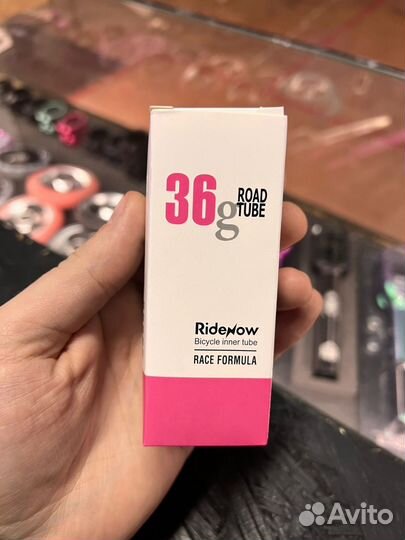 36g ROAD
TUBE
RideNow
Bicycle inner tube
RACE FORMULA
Avito